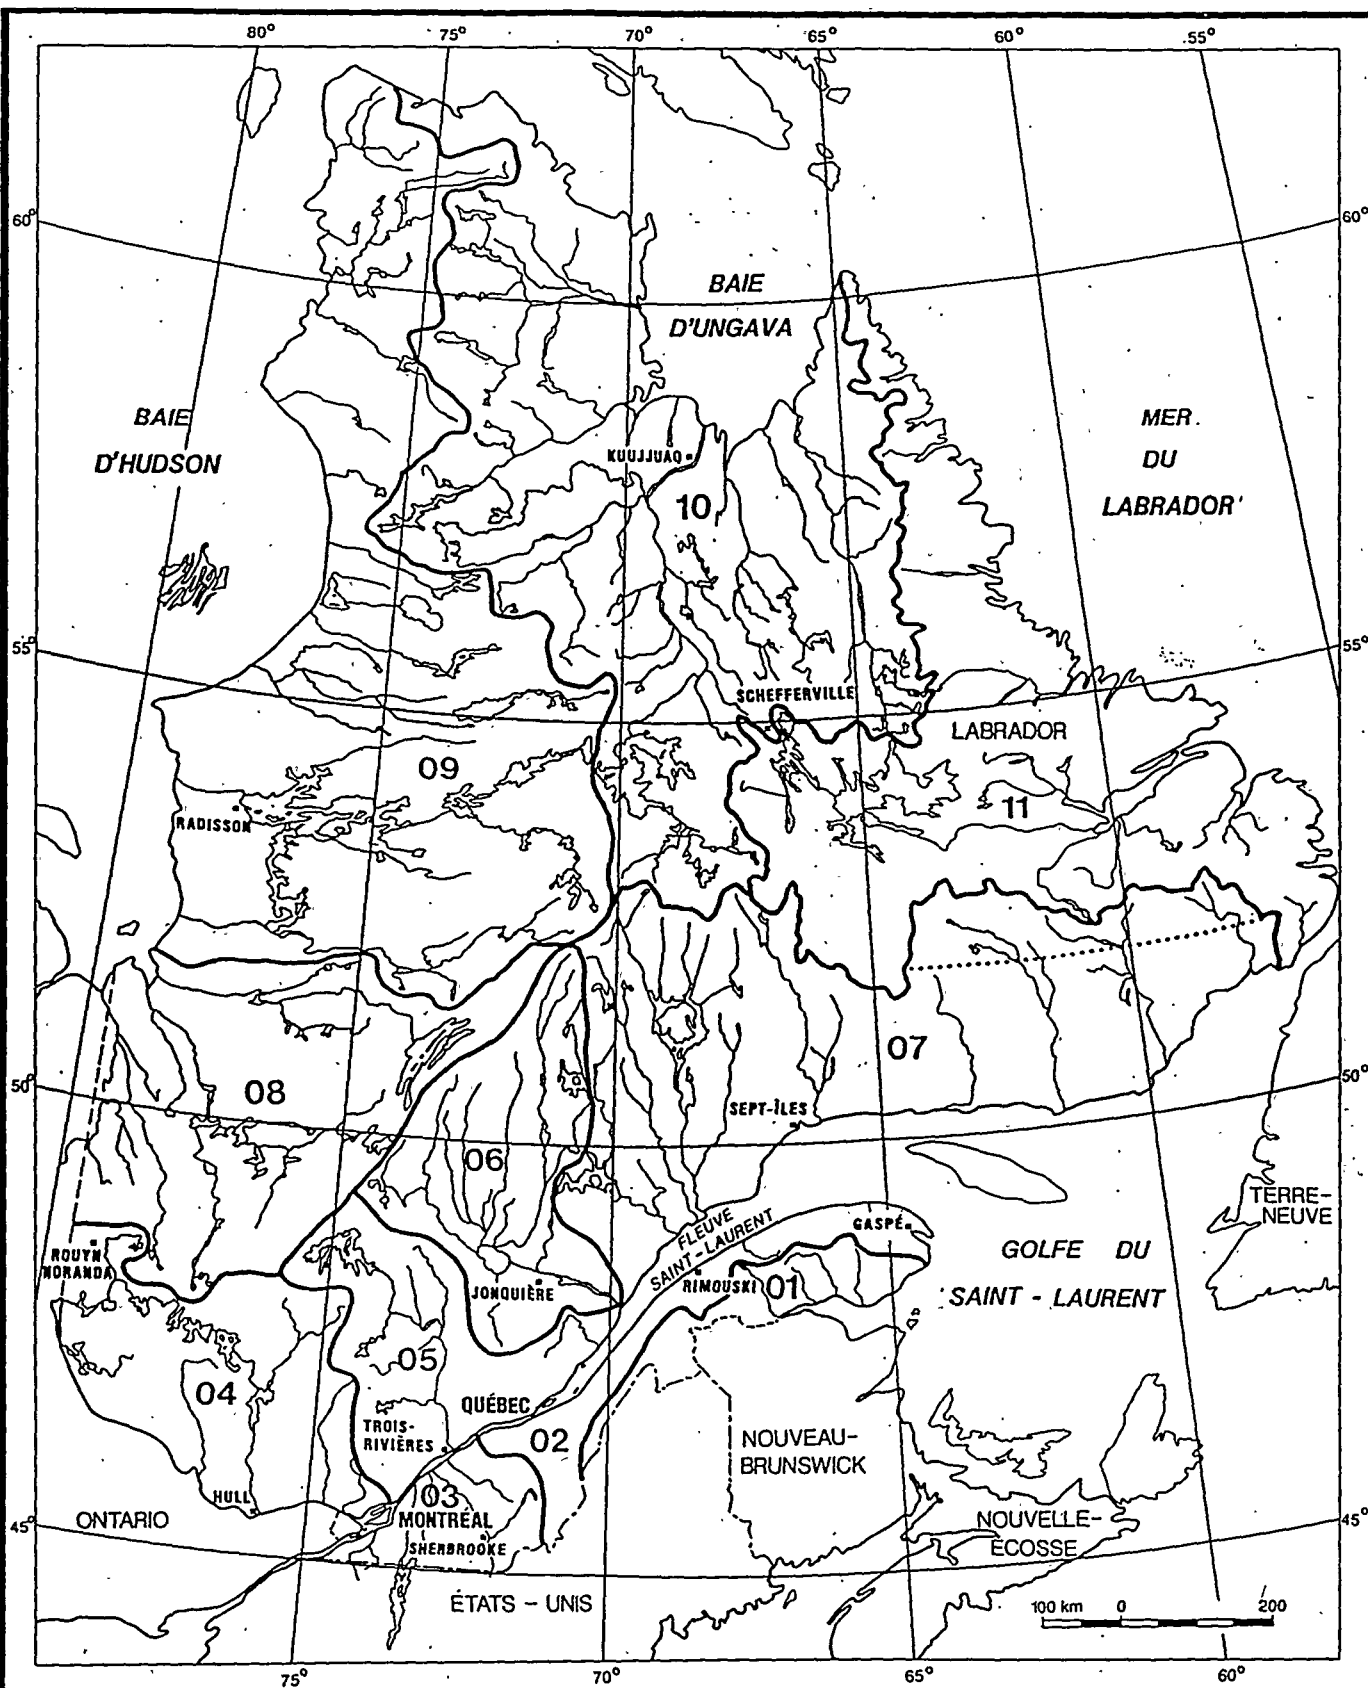 80° 75° 70° 65° 60° 55°
60° 60°
BAIE
D'UNGAVA
BAIE
D'HUDSON
MER
DU
LABRADOR
KUUJJUAQ
10
55° 55°
SCHEFFERVILLE
LABRADOR
09
11
RADISSON
07
50° 50°
08
SEPT-ÎLES
06
TERRE-
NEUVE
FLEUVE
SAINT-LAURENT
GASPÉ
ROUYN
NORANDA
GOLFE DU
SAINT - LAURENT
JONQUIÈRE
RIMOUSKI
01
05
04
QUÉBEC
TROIS-
RIVIÈRES
02
NOUVEAU-
BRUNSWICK
HULL
03
ONTARIO
MONTRÉAL
NOUVELLE-
ÉCOSSE
45° 45°
SHERBROOKE
ÉTATS - UNIS
100 km 0 200
75° 70° 65° 60°